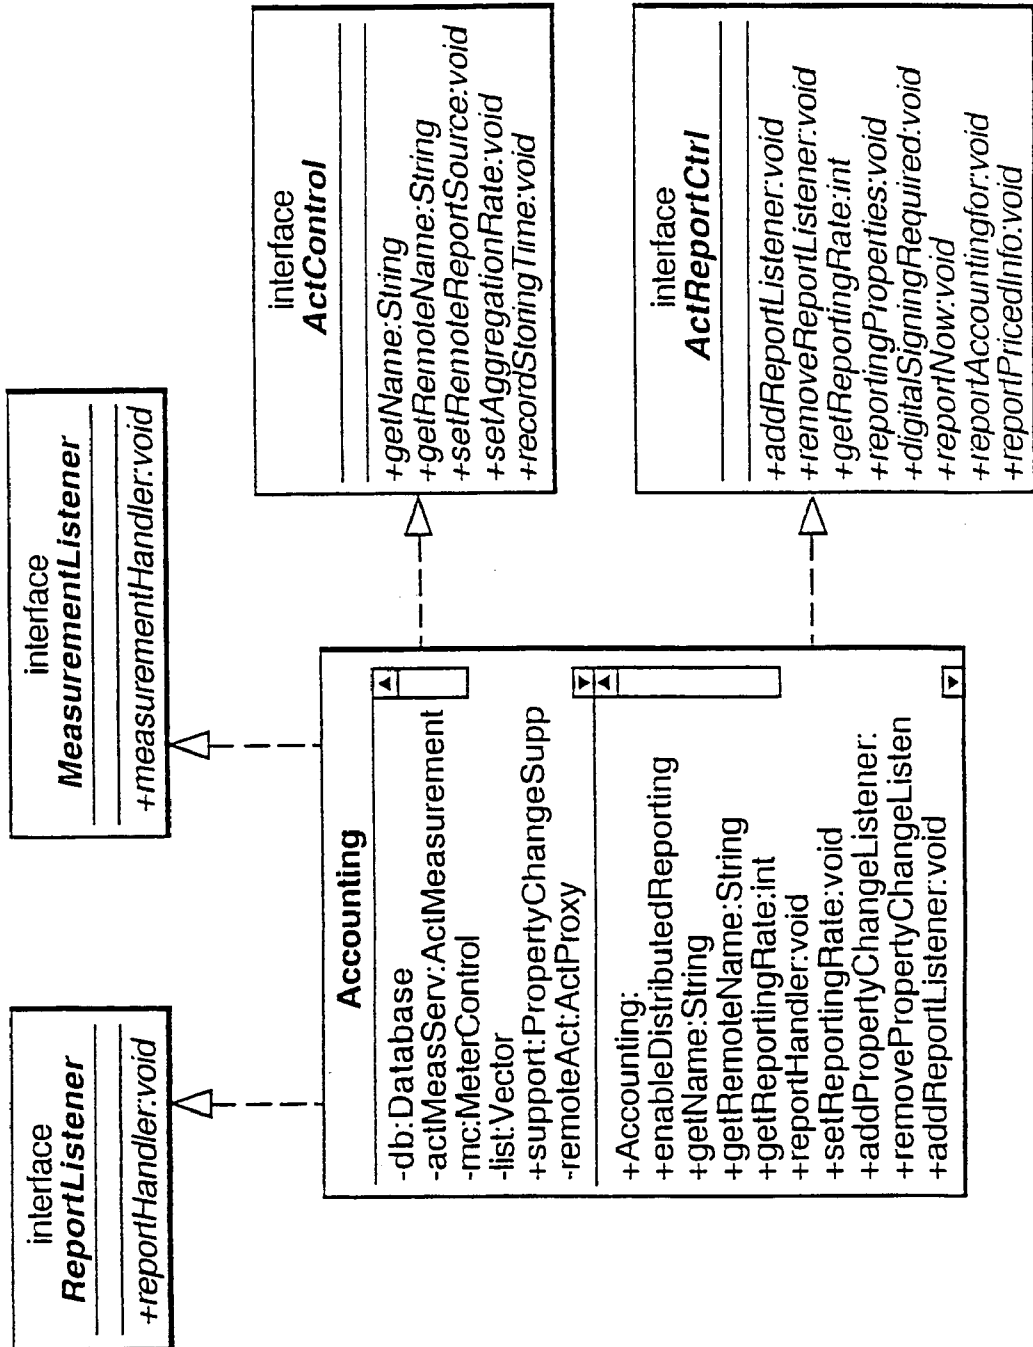 interface
ReportListener
+reportHandler:void
interface
MeasurementListener
+measurementHandler:void
Accounting
-db:Database
-actMeasServ:ActMeasurement
-mc:MeterControl
-list:Vector
+support:PropertyChangeSupp
-remoteAct:ActProxy
+Accounting:
+enableDistributedReporting
+getName:String
+getRemoteName:String
+getReportingRate:int
+reportHandler:void
+setReportingRate:void
+addPropertyChangeListener:
+removePropertyChangeListen
+addReportListener:void
interface
ActControl
+getName:String
+getRemoteName:String
+setRemoteReportSource:void
+setAggregationRate:void
+recordStoringTime:void
interface
ActReportCtrl
+addReportListener:void
+removeReportListener:void
+getReportingRate:int
+reportingProperties:void
+digitalSigningRequired:void
+reportNow:void
+reportAccountingfor:void
+reportPricedInfo:void